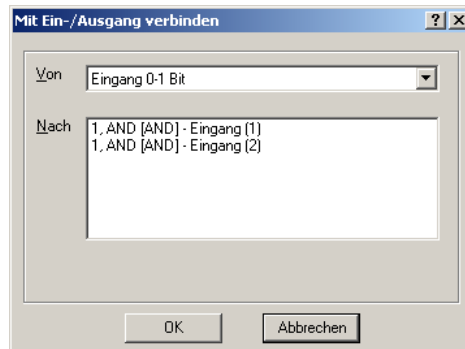 Mit Ein-/Ausgang verbinden
Von
Eingang 0-1 Bit
Nach
1, AND [AND] - Eingang (1)
1, AND [AND] - Eingang (2)
OK
Abbrechen